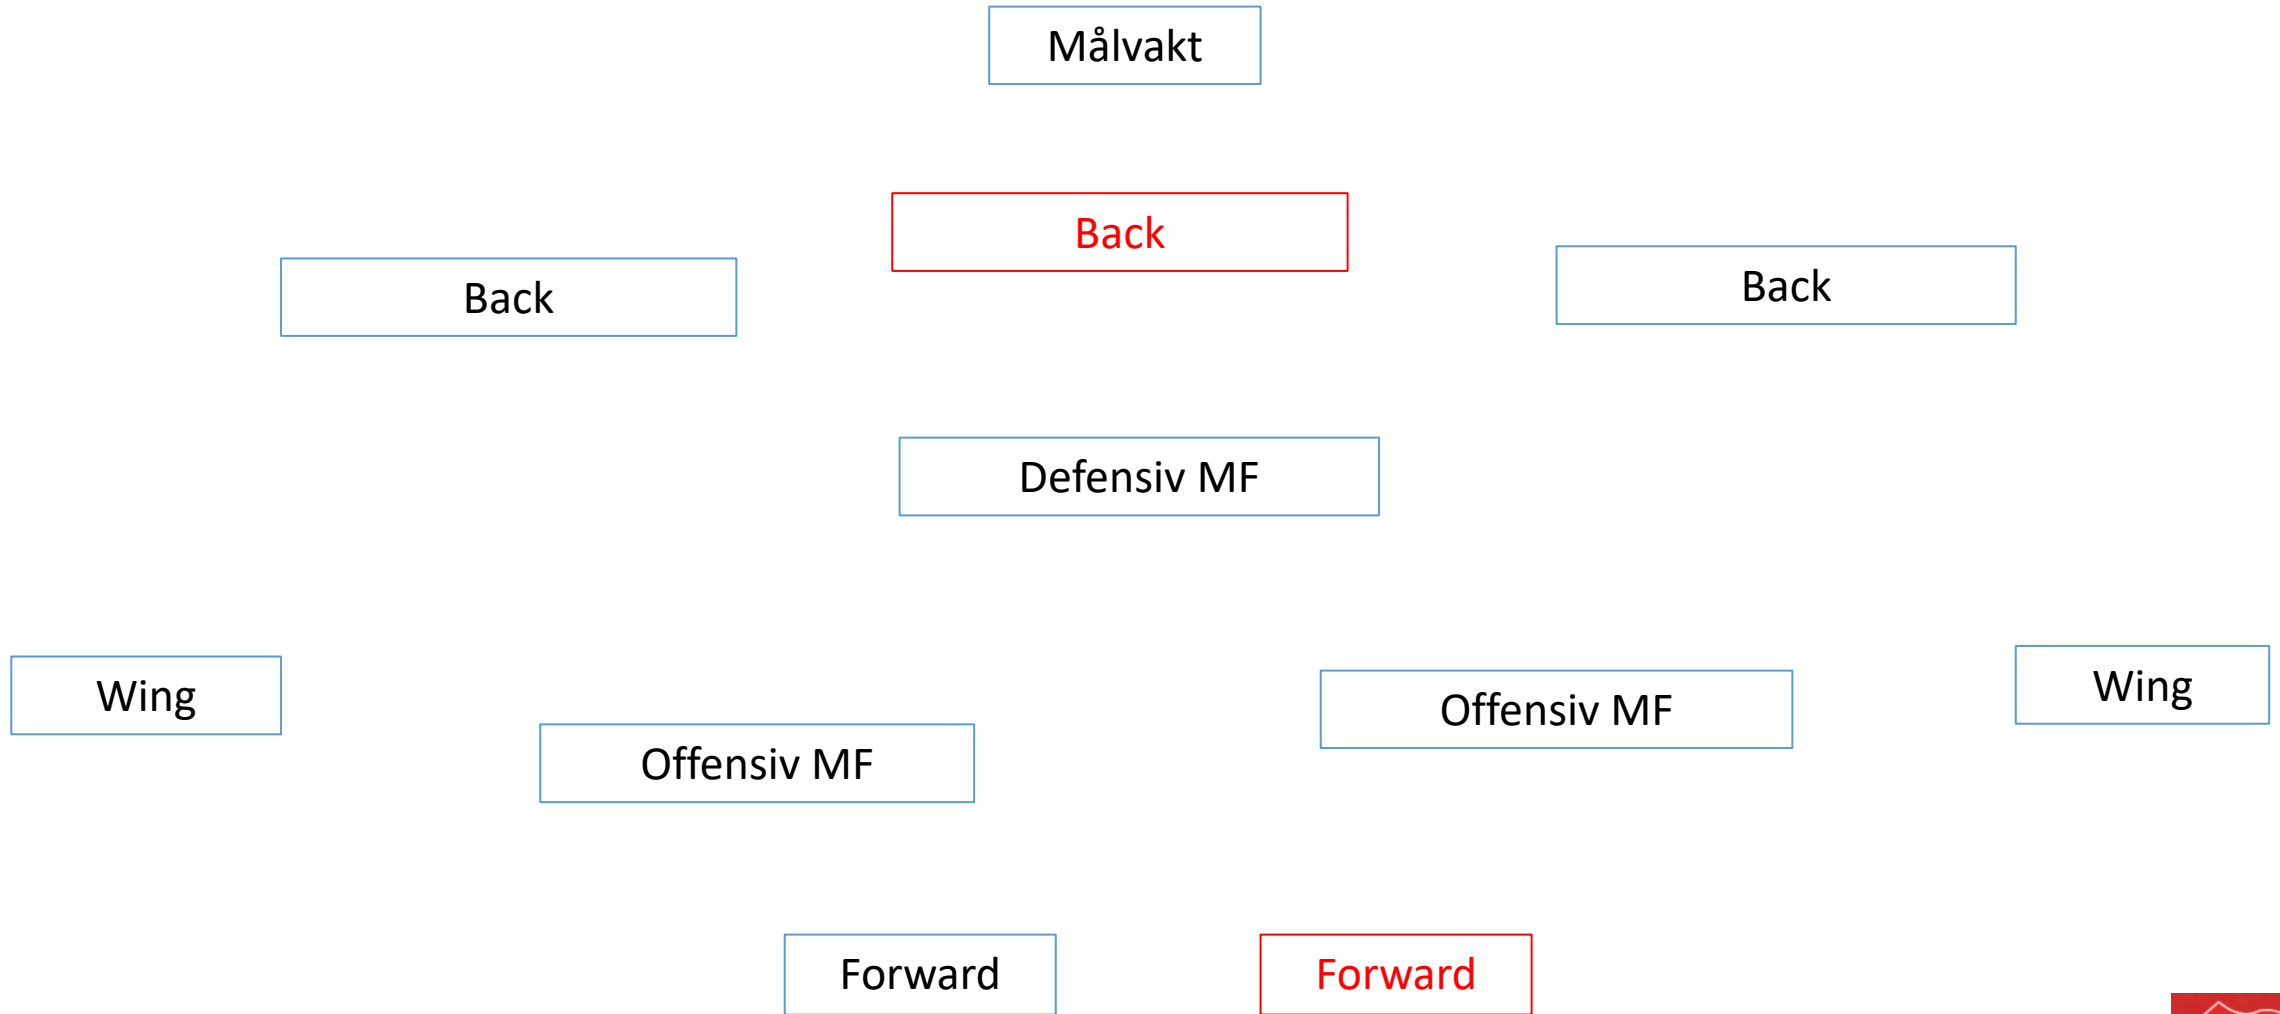 Målvakt
Back
Back
Back
Defensiv MF
Wing
Offensiv MF
Offensiv MF
Wing
Forward
Forward